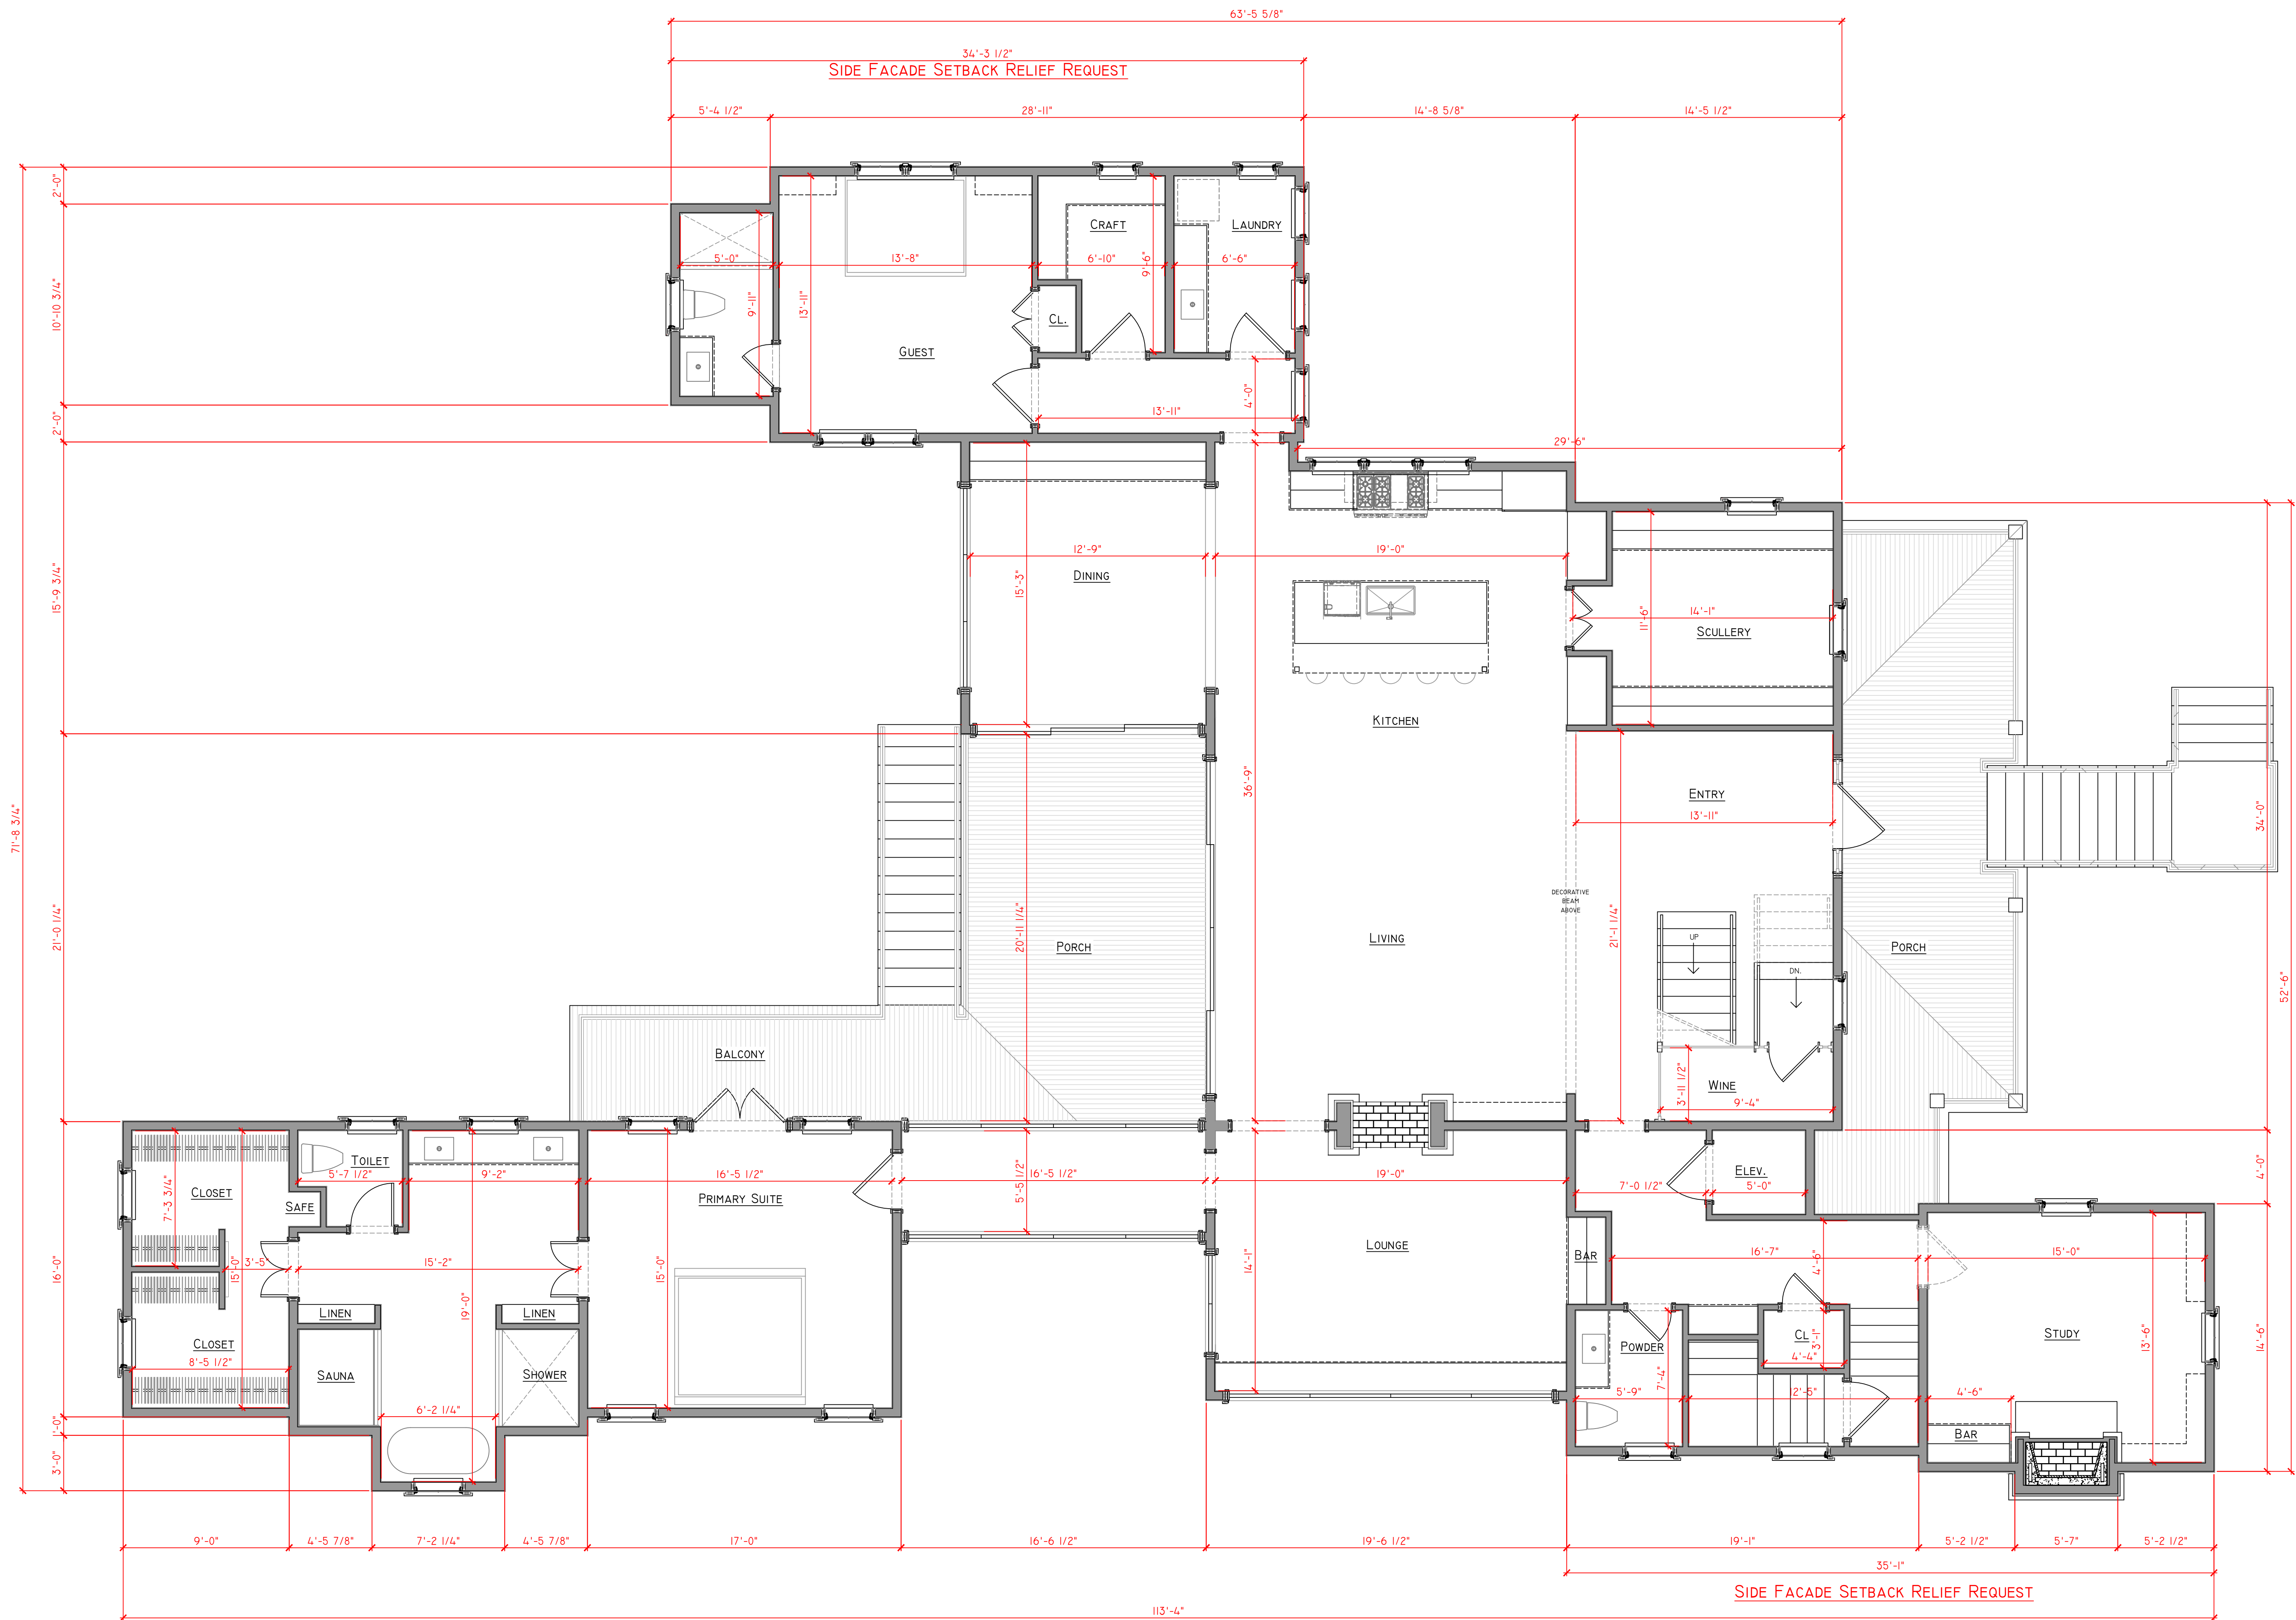 63'-5 5/8"
34'-3 1/2"
SIDE FACADE SETBACK RELIEF REQUEST
5'-4 1/2"
28'-11"
14'-8 5/8"
14'-5 1/2"
2'-0"
10'-10 3/4"
2'-0"
15'-9 3/4"
21'-0 1/4"
71'-8 3/4"
16'-0"
1'-0"
3'-0"
CRAFT
LAUNDRY
5'-0"
13'-8"
6'-10"
9'-6"
6'-6"
9'-11"
13'-11"
CL.
GUEST
4'-0"
13'-11"
29'-6"
12'-9"
19'-0"
DINING
15'-3"
14'-1"
11'-6"
SCULLERY
KITCHEN
36'-9"
ENTRY
13'-11"
34'-0"
52'-6"
DECORATIVE
BEAM
ABOVE
21'-1 1/4"
20'-11 1/4"
PORCH
LIVING
UP
DN.
PORCH
BALCONY
3'-11 1/2"
WINE
9'-4"
4'-0"
TOILET
5'-7 1/2"
9'-2"
16'-5 1/2"
5'-5 1/2"
16'-5 1/2"
19'-0"
ELEV.
7'-0 1/2"
5'-0"
CLOSET
7'-3 3/4"
SAFE
PRIMARY SUITE
LOUNGE
BAR
14'-1"
3'-5"
15'-0"
15'-2"
15'-0"
16'-7"
4'-6"
15'-0"
19'-0"
LINEN
LINEN
CLOSET
8'-5 1/2"
SAUNA
SHOWER
6'-2 1/4"
POWDER
CL
3'-1"
4'-4"
STUDY
13'-6"
14'-6"
5'-9"
7'-4"
12'-5"
4'-6"
BAR
9'-0"
4'-5 7/8"
7'-2 1/4"
4'-5 7/8"
17'-0"
16'-6 1/2"
19'-6 1/2"
19'-1"
5'-2 1/2"
5'-7"
5'-2 1/2"
35'-1"
SIDE FACADE SETBACK RELIEF REQUEST
113'-4"